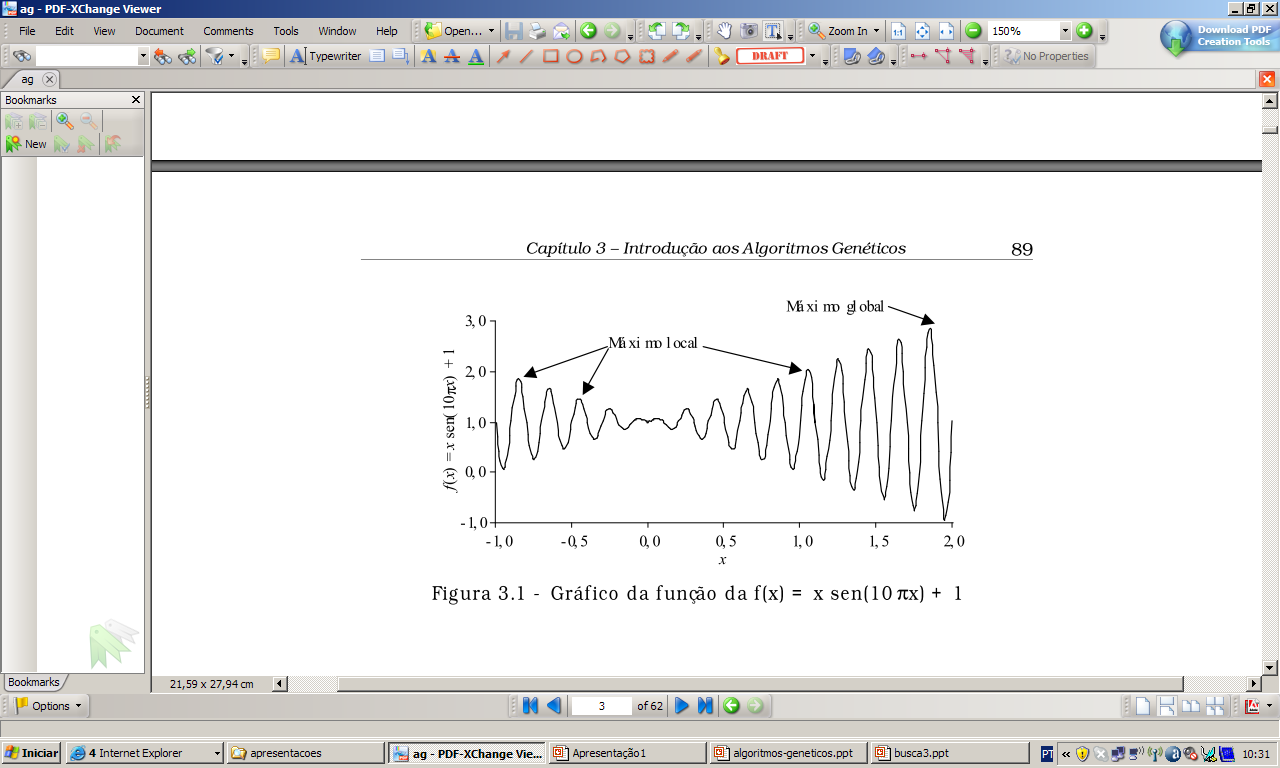 ag - PDF-XChange Viewer
File Edit View Document Comments Tools Window Help Open... Zoom In 150% Download PDF Creation Tools
Typewriter DRAFT No Properties
ag
Bookmarks
New
Capítulo 3 – Introdução aos Algoritmos Genéticos 89
Máximo global
Máximo local
f(x) = x sen(10πx) + 1
3,0
2,0
1,0
0,0
-1,0
-1,0 -0,5 0,0 0,5 1,0 1,5 2,0
x
Figura 3.1 - Gráfico da função da f(x) = x sen(10πx) + 1
Bookmarks
21,59 x 27,94 cm
Options 3 of 62
Iniciar 4 Internet Explorer apresentacoes ag - PDF-XChange Vie... Apresentação1 algoritmos-geneticos.ppt busca3.ppt PT « 10:31